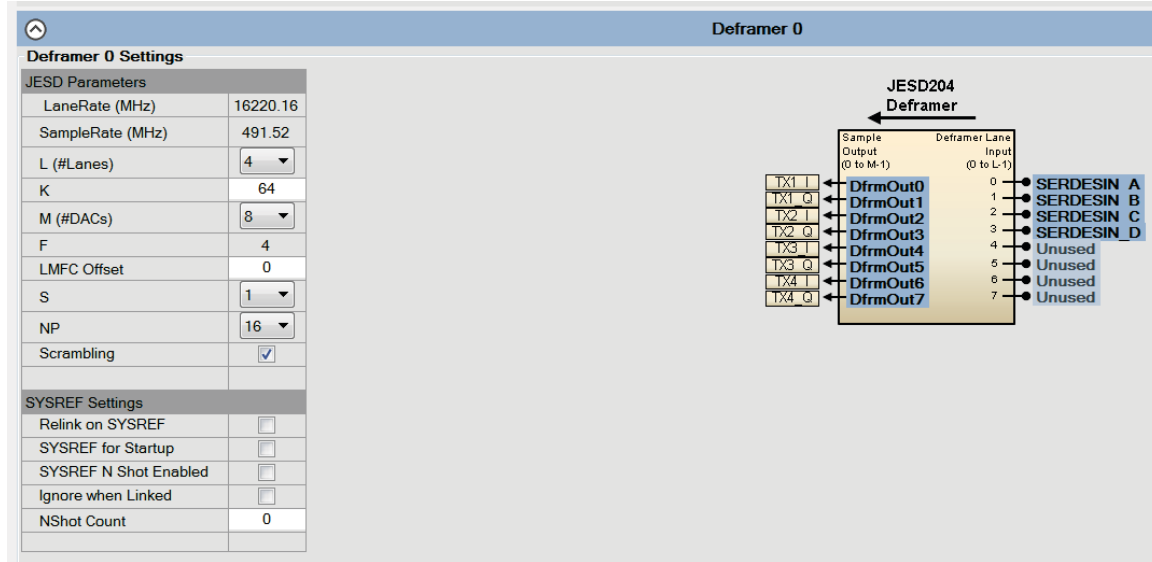 Deframer 0
Deframer 0 Settings
JESD Parameters
LaneRate (MHz) 16220.16
SampleRate (MHz) 491.52
L (#Lanes) 4
K 64
M (#DACs) 8
F 4
LMFC Offset 0
S 1
NP 16
Scrambling
SYSREF Settings
Relink on SYSREF
SYSREF for Startup
SYSREF N Shot Enabled
Ignore when Linked
NShot Count 0
JESD204
Deframer
Sample Deframer Lane
Output Input
(0 to M-1) (0 to L-1)
TX1_I DfrmOut0 0 SERDESIN_A
TX1_Q DfrmOut1 1 SERDESIN_B
TX2_I DfrmOut2 2 SERDESIN_C
TX2_Q DfrmOut3 3 SERDESIN_D
TX3_I DfrmOut4 4 Unused
TX3_Q DfrmOut5 5 Unused
TX4_I DfrmOut6 6 Unused
TX4_Q DfrmOut7 7 Unused